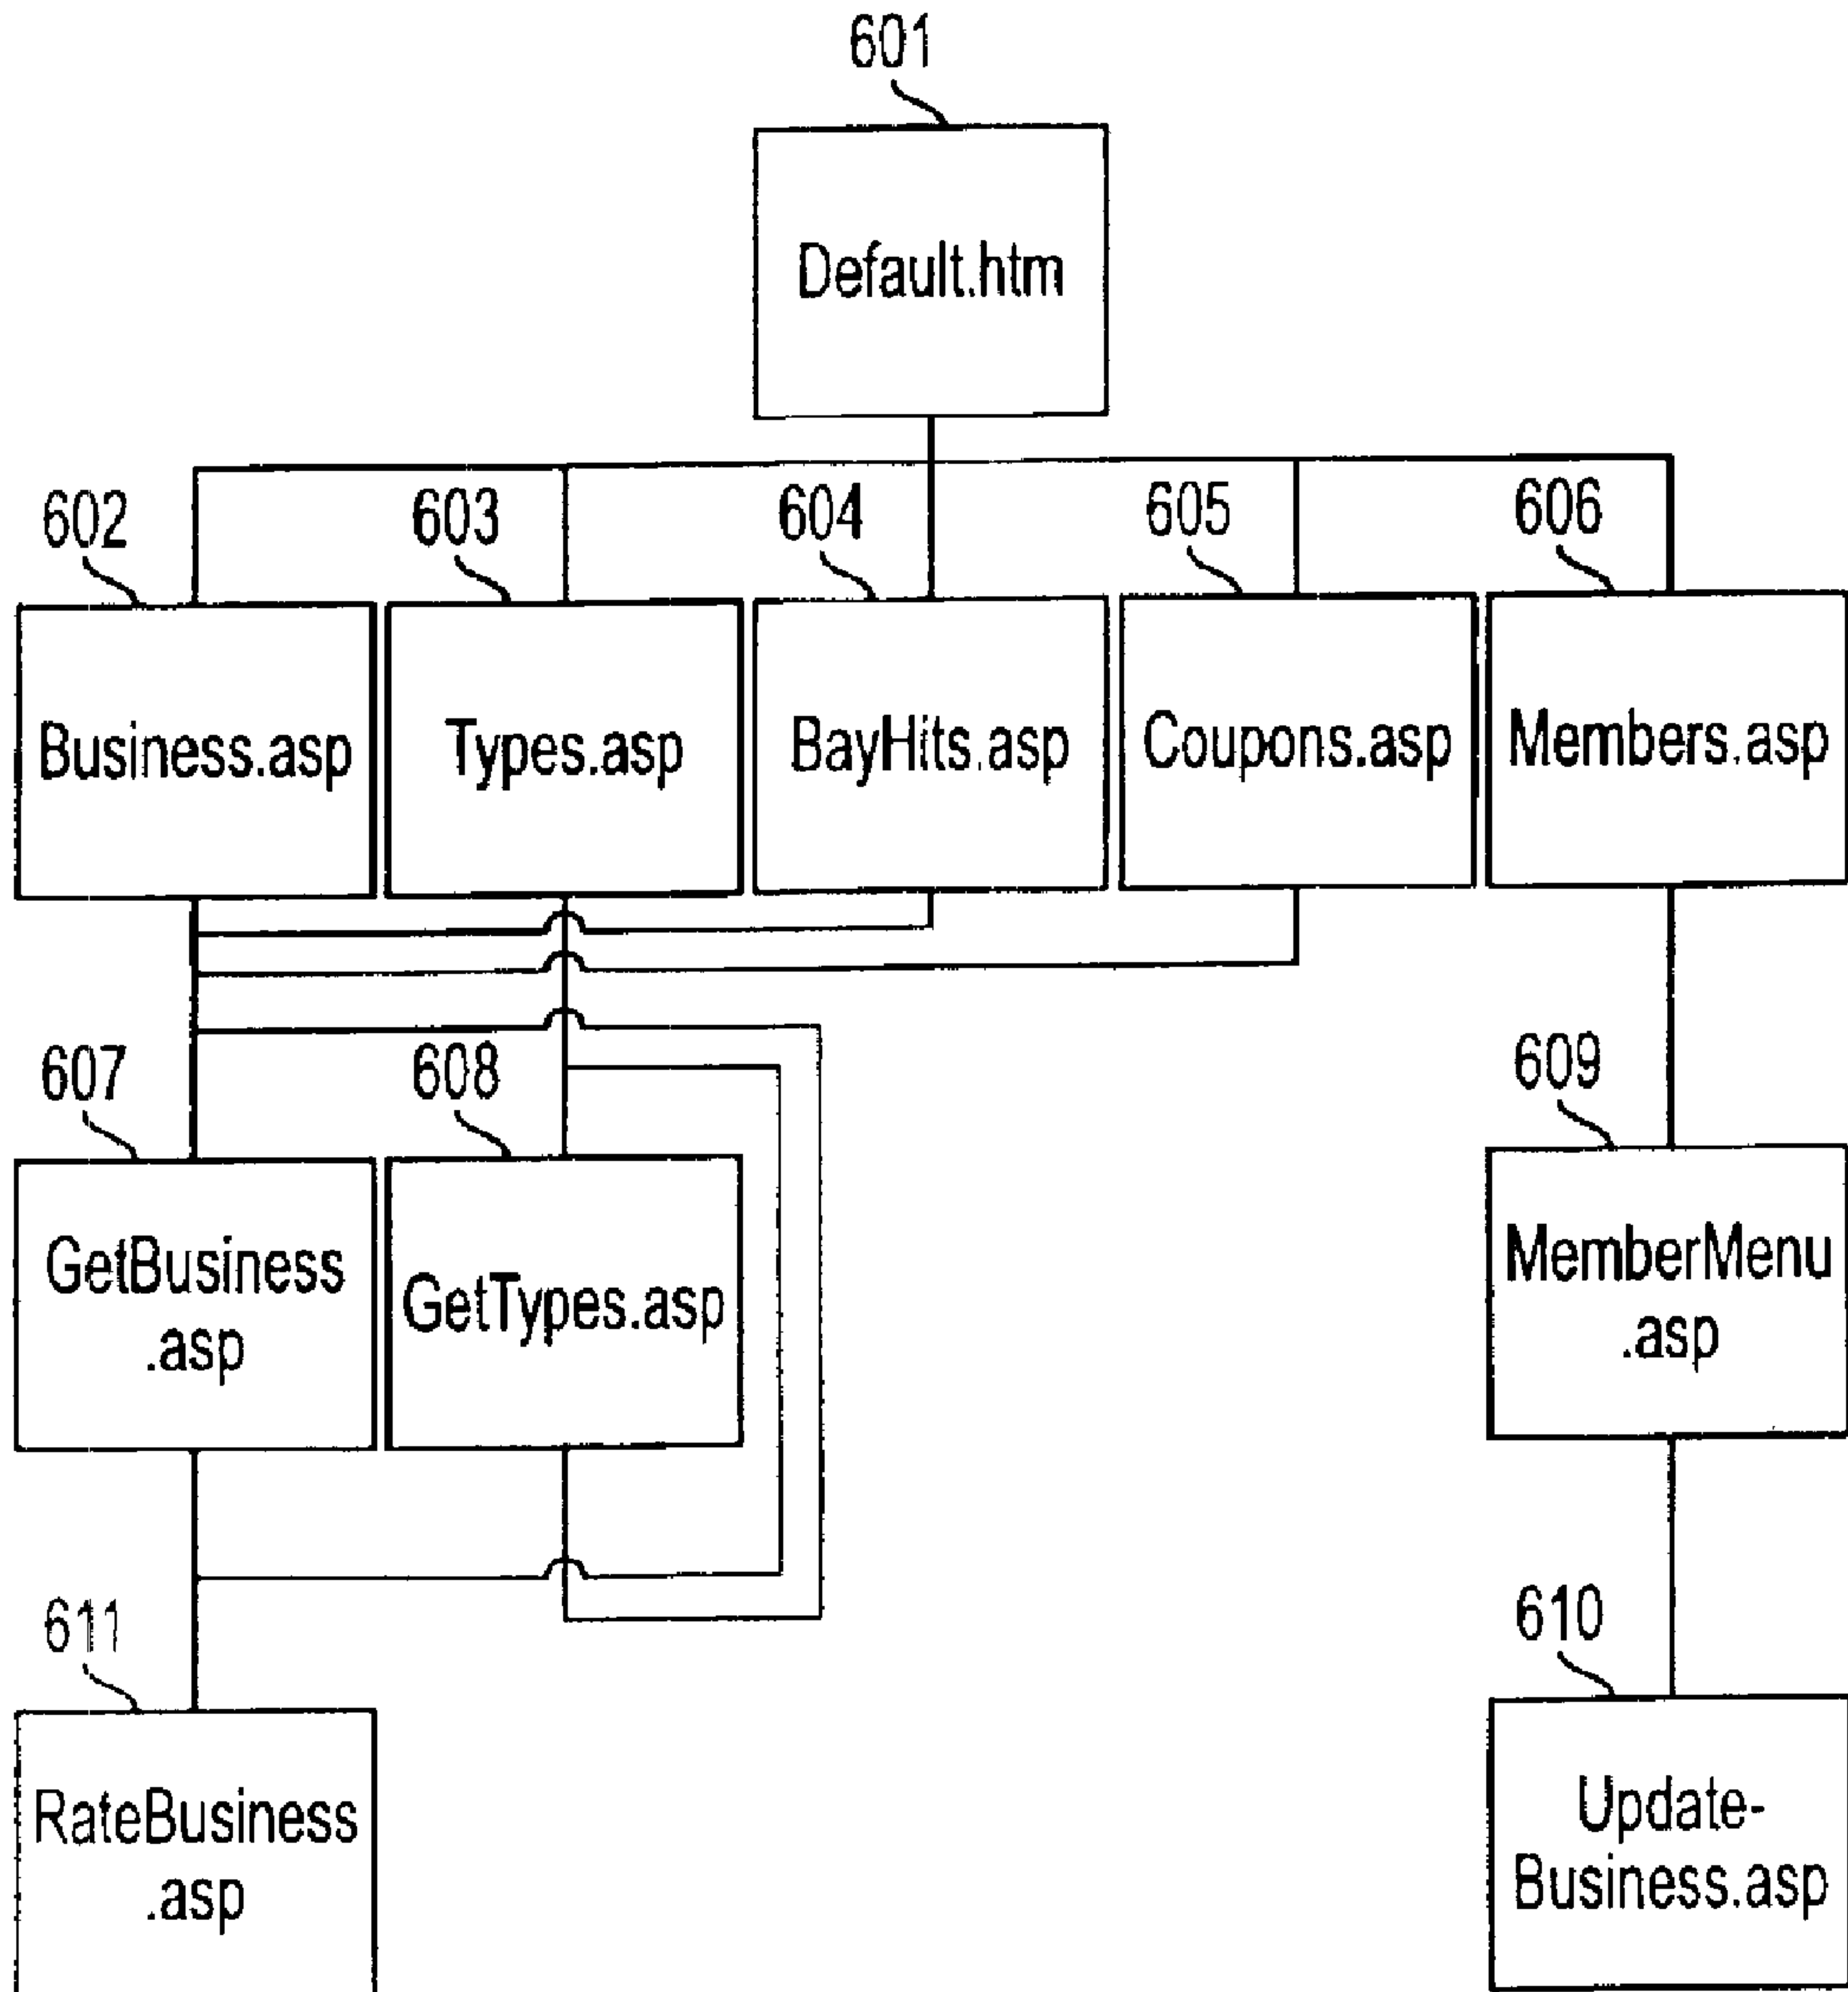 601
Default.htm
602
603
604
605
606
Business.asp
Types.asp
BayHits.asp
Coupons.asp
Members.asp
607
608
609
GetBusiness
.asp
GetTypes.asp
MemberMenu
.asp
611
610
RateBusiness
.asp
Update-
Business.asp